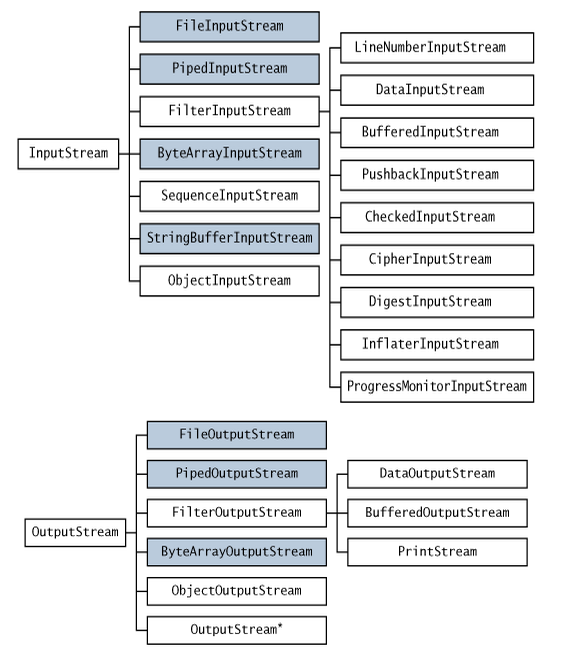 InputStream
FileInputStream
PipedInputStream
FilterInputStream
ByteArrayInputStream
SequenceInputStream
StringBufferInputStream
ObjectInputStream
LineNumberInputStream
DataInputStream
BufferedInputStream
PushbackInputStream
CheckedInputStream
CipherInputStream
DigestInputStream
InflaterInputStream
ProgressMonitorInputStream
OutputStream
FileOutputStream
PipedOutputStream
FilterOutputStream
ByteArrayOutputStream
ObjectOutputStream
OutputStream*
DataOutputStream
BufferedOutputStream
PrintStream